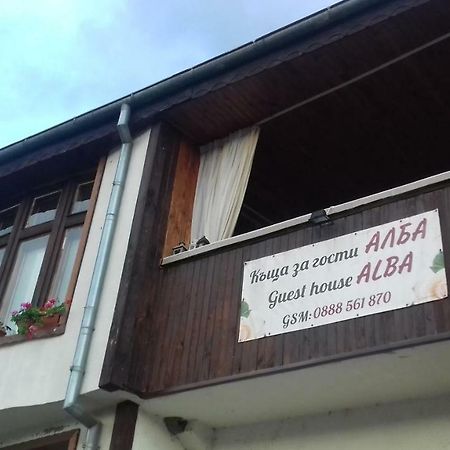 Къща за гости АЛБА
Guest house ALBA
GSM: 0888 561 870